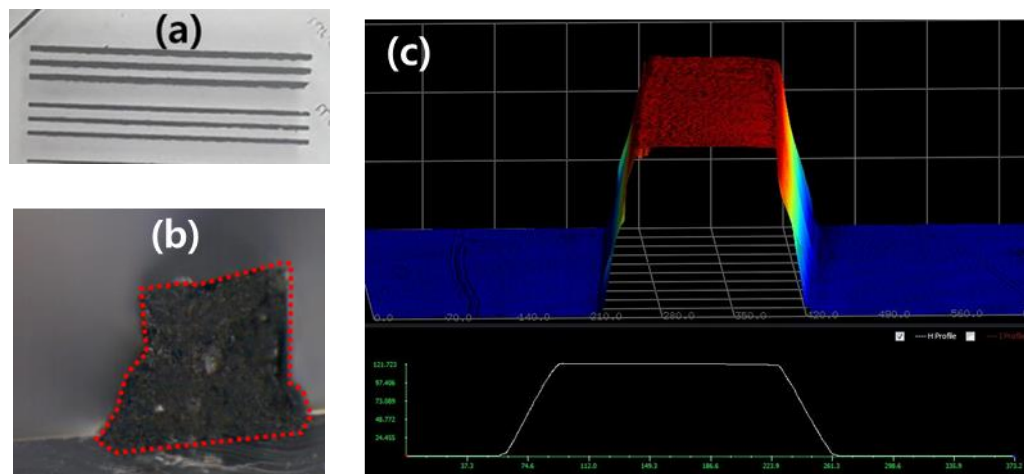 (a)
(b)
(c)
0.0 -70.0 -140.0 210.0 280.0 350.0 420.0 490.0 560.0
H Profile
121.723
97.406
73.089
48.772
24.455
37.3 74.6 112.0 149.3 186.6 223.9 261.3 298.6 335.9 373.2